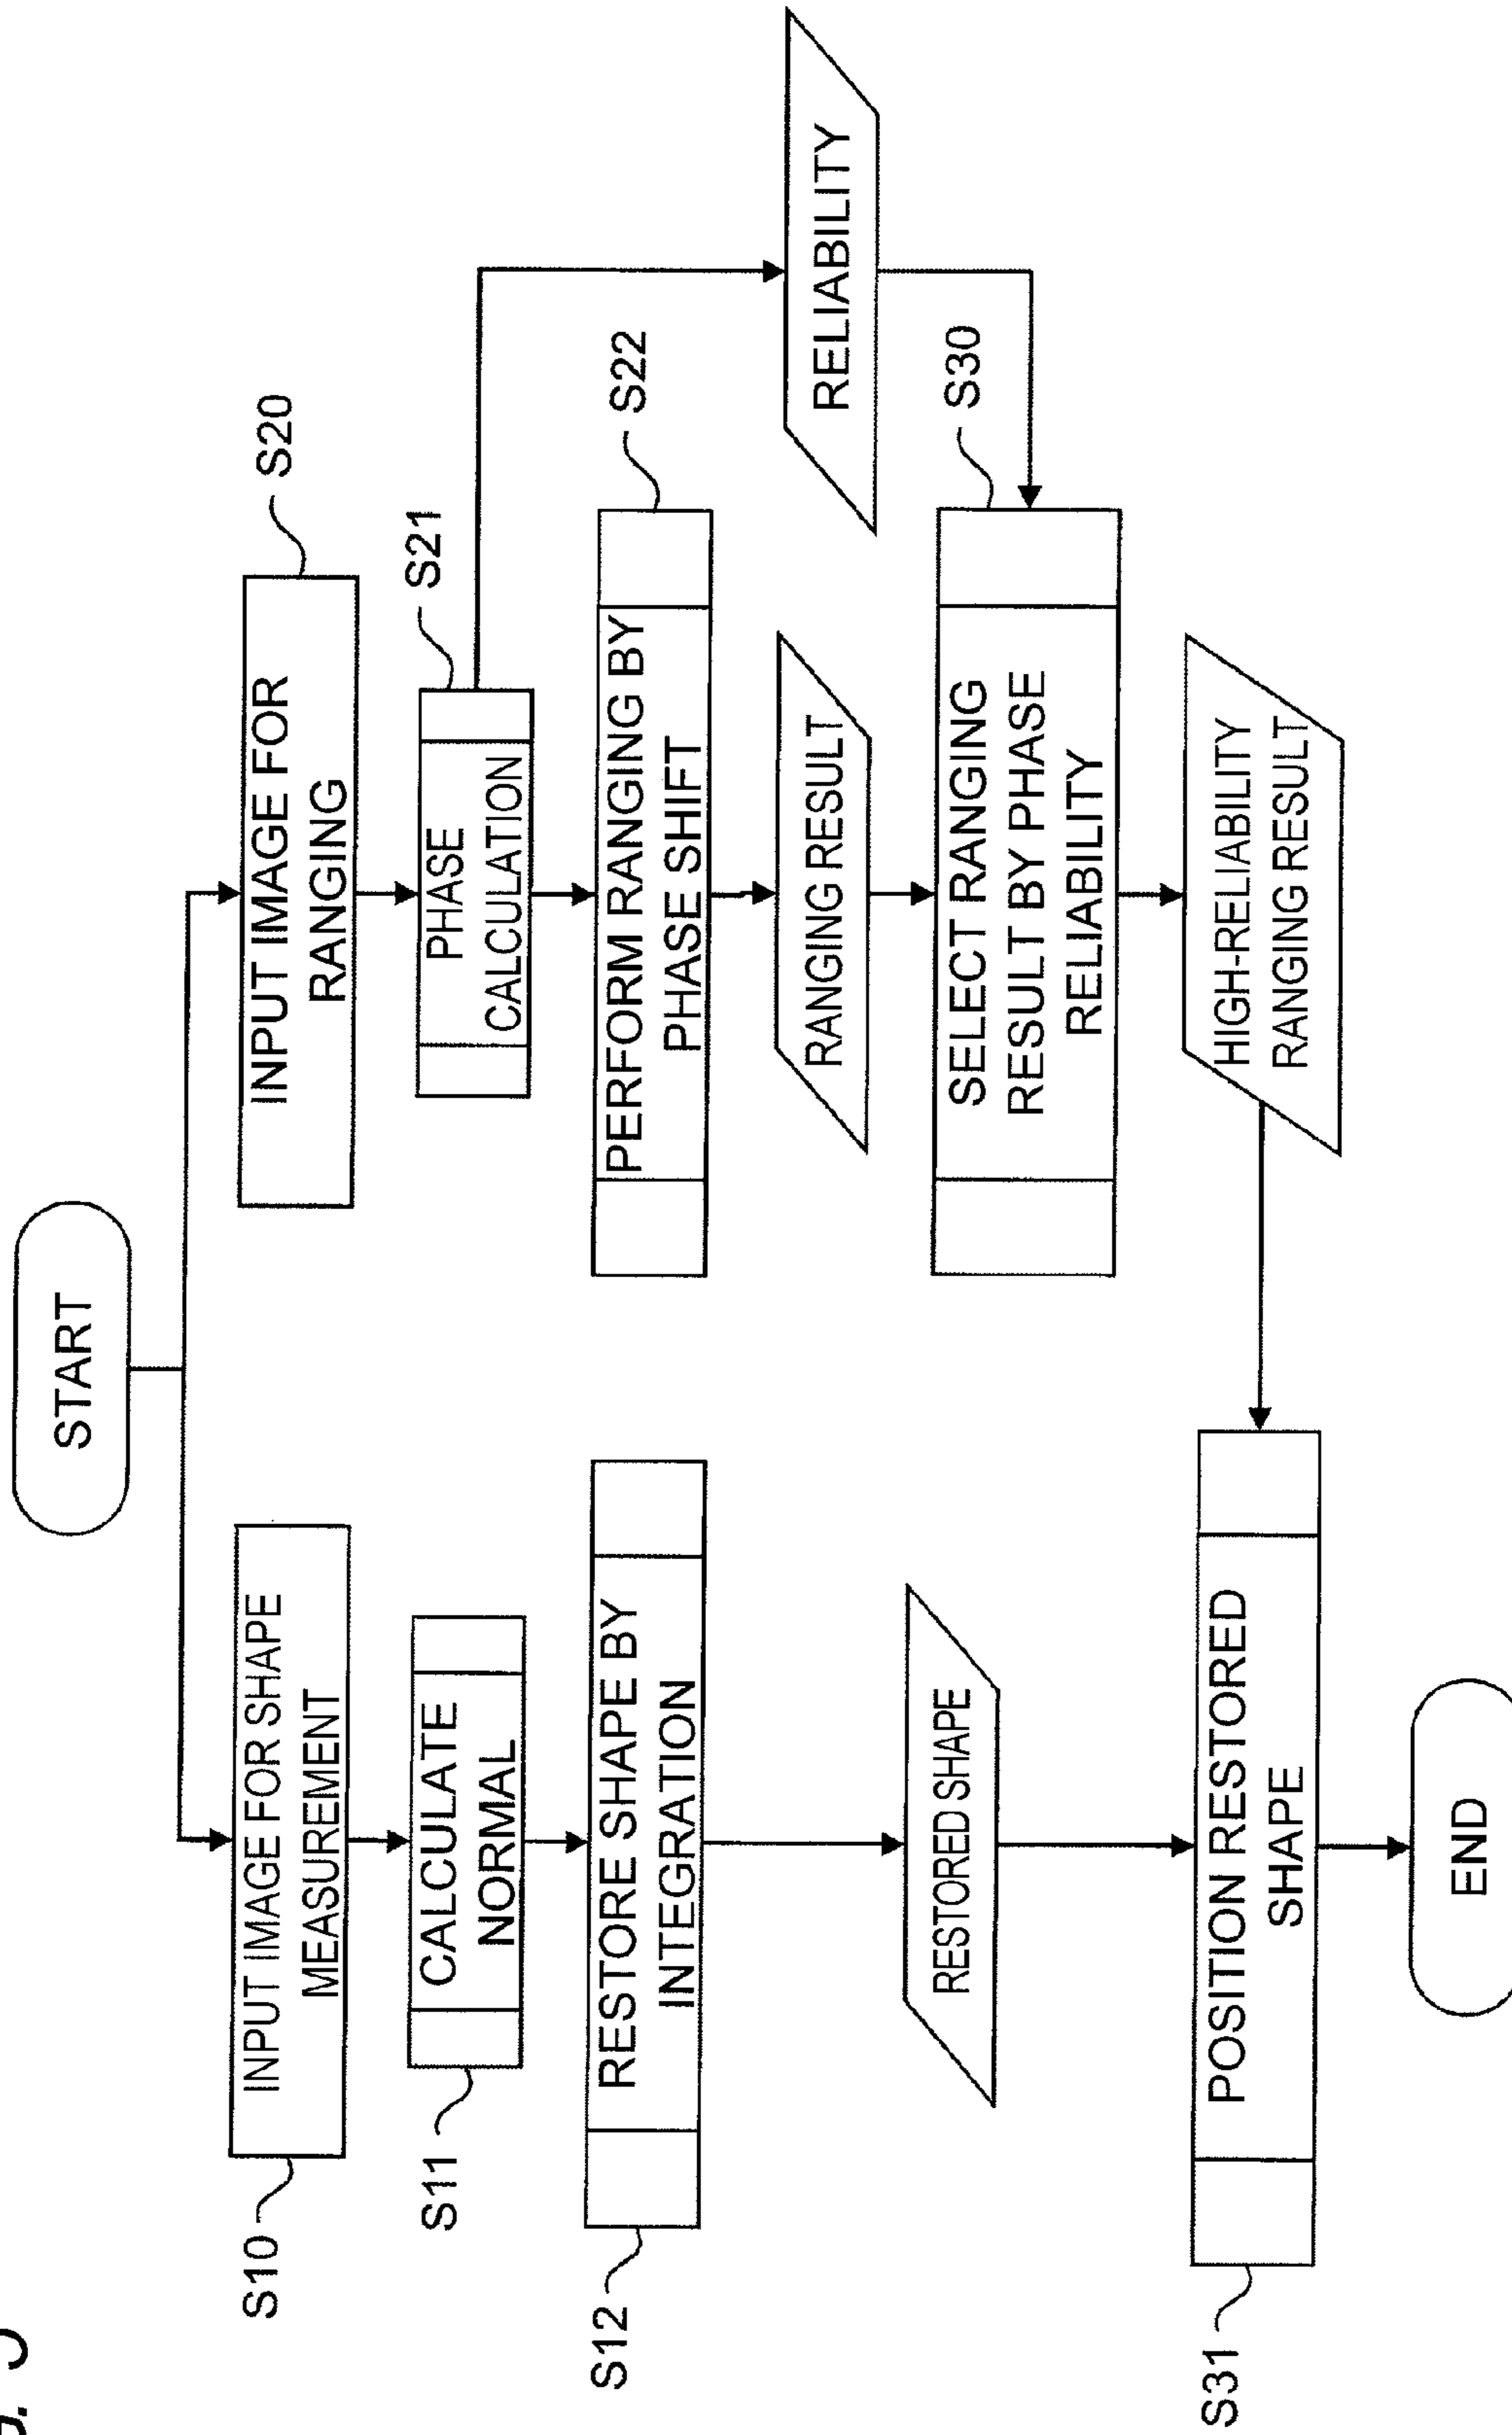 START
INPUT IMAGE FOR SHAPE
MEASUREMENT
S10
CALCULATE
NORMAL
S11
RESTORE SHAPE BY
INTEGRATION
S12
RESTORED SHAPE
INPUT IMAGE FOR
RANGING
S20
PHASE
CALCULATION
S21
PERFORM RANGING BY
PHASE SHIFT
S22
RANGING RESULT
RELIABILITY
SELECT RANGING
RESULT BY PHASE
RELIABILITY
S30
HIGH-RELIABILITY
RANGING RESULT
POSITION RESTORED
SHAPE
S31
END